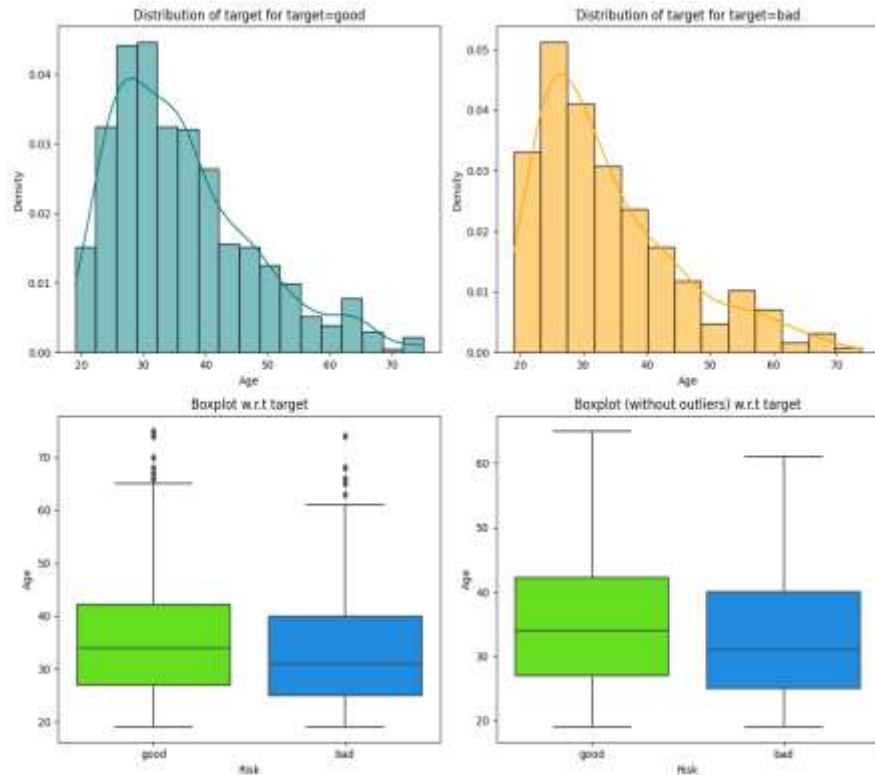 Distribution of target for target=good
Density
0.04
0.03
0.02
0.01
0.00
20 30 40 50 60 70
Age
Distribution of target for target=bad
Density
0.05
0.04
0.03
0.02
0.01
0.00
20 30 40 50 60 70
Age
Boxplot w.r.t target
Age
70
60
50
40
30
20
good bad
Risk
Boxplot (without outliers) w.r.t target
Age
60
50
40
30
20
good bad
Risk